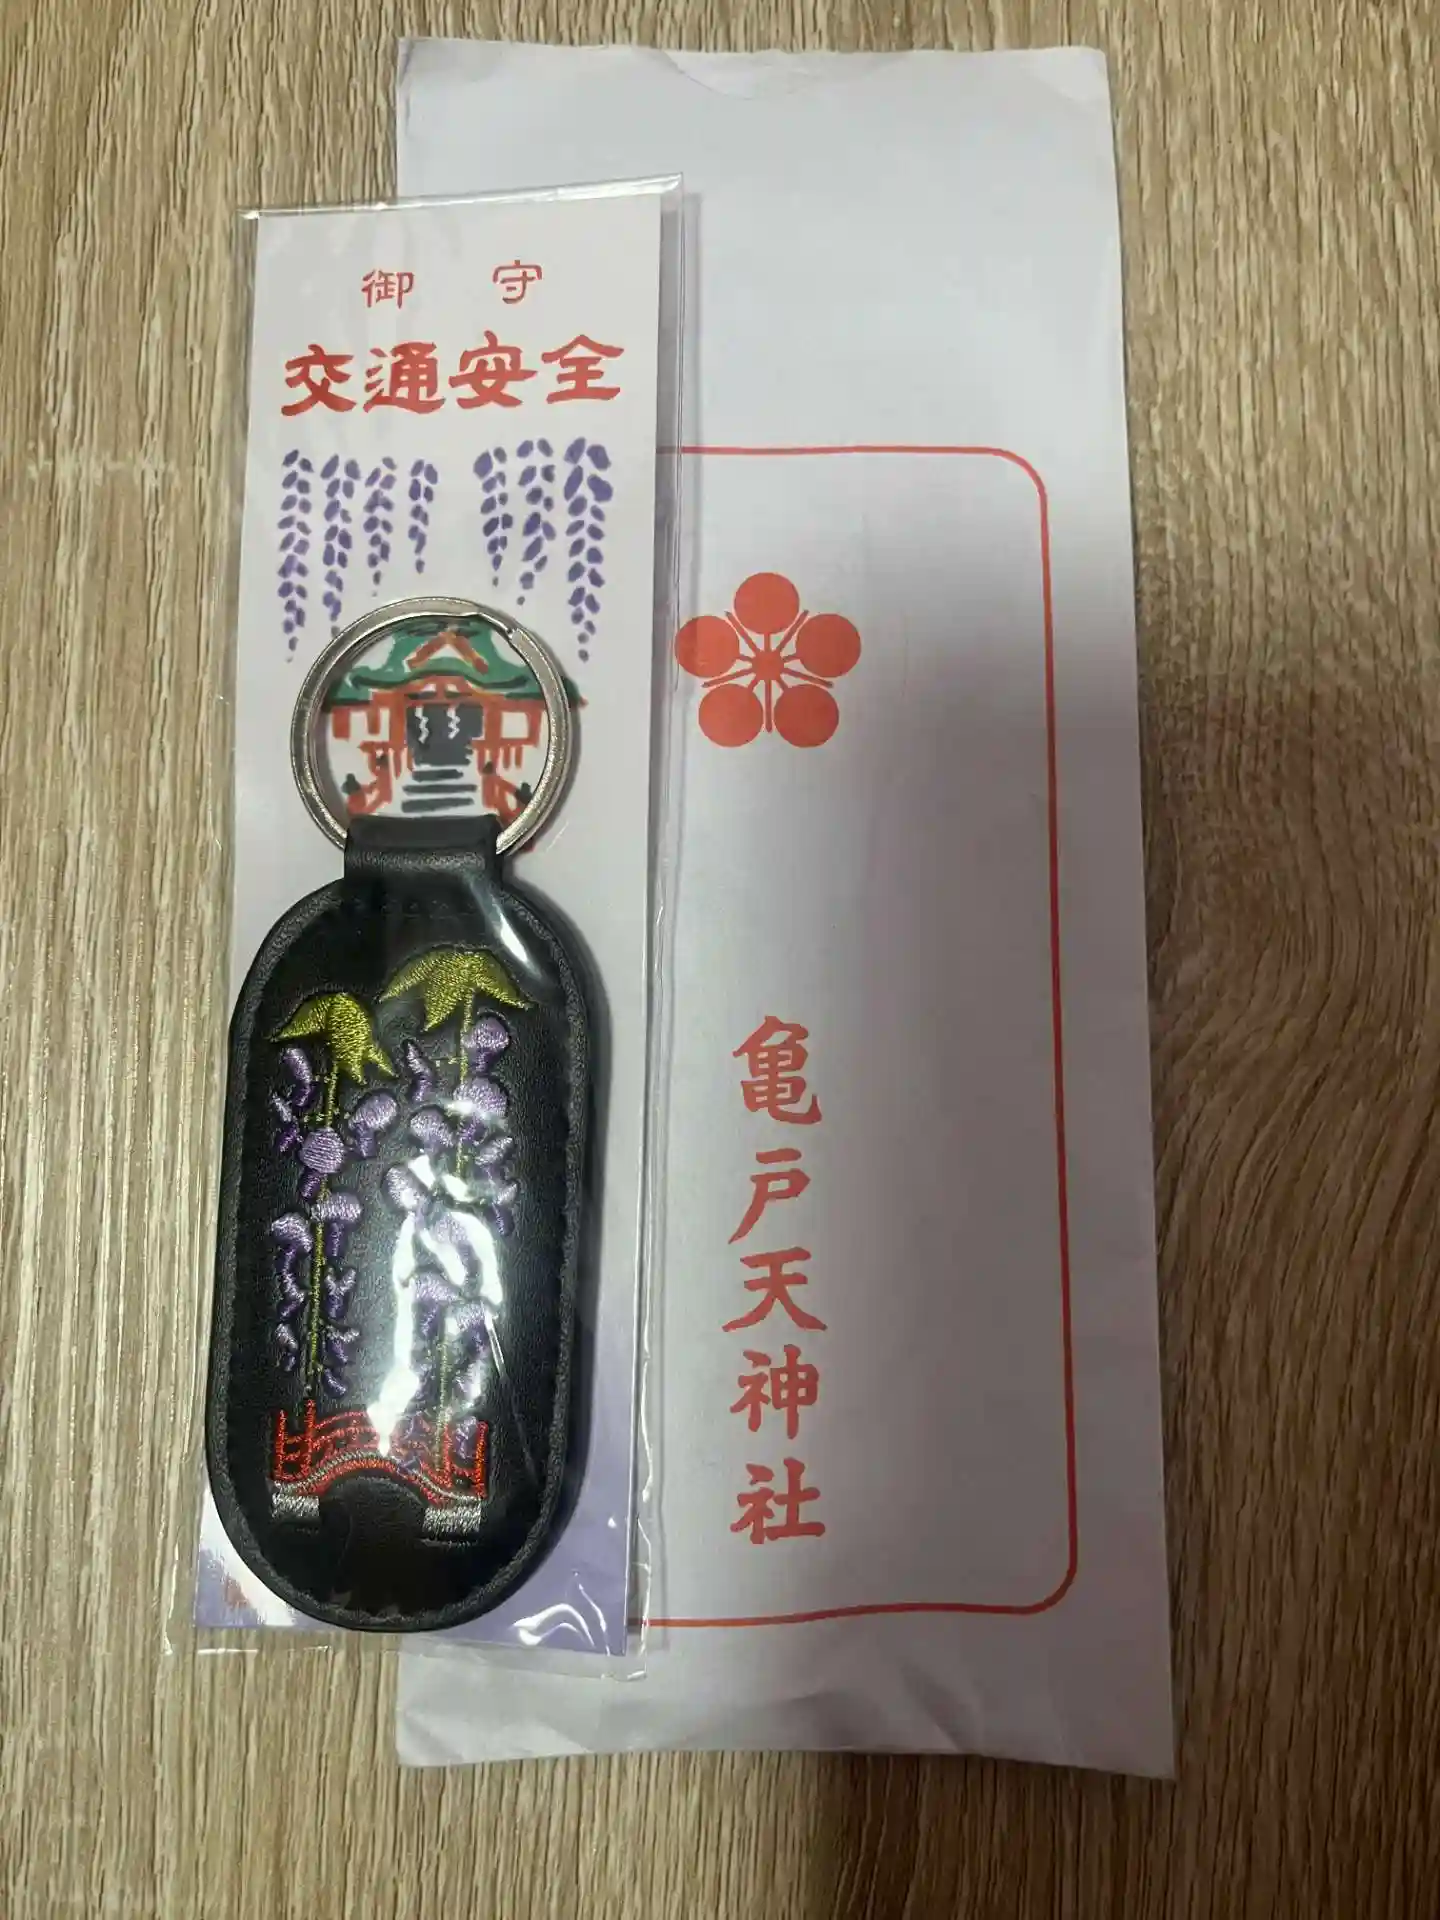 御 守
交通安全
亀戸天神社